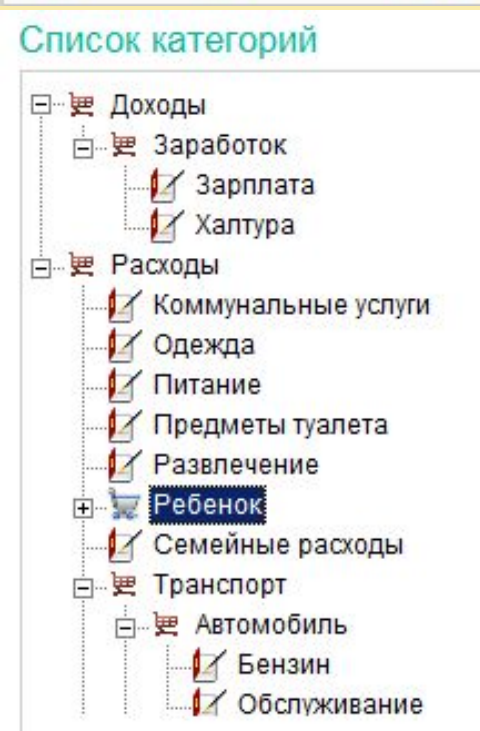 Список категорий
Доходы
Заработок
Зарплата
Халтура
Расходы
Коммунальные услуги
Одежда
Питание
Предметы туалета
Развлечение
Ребенок
Семейные расходы
Транспорт
Автомобиль
Бензин
Обслуживание